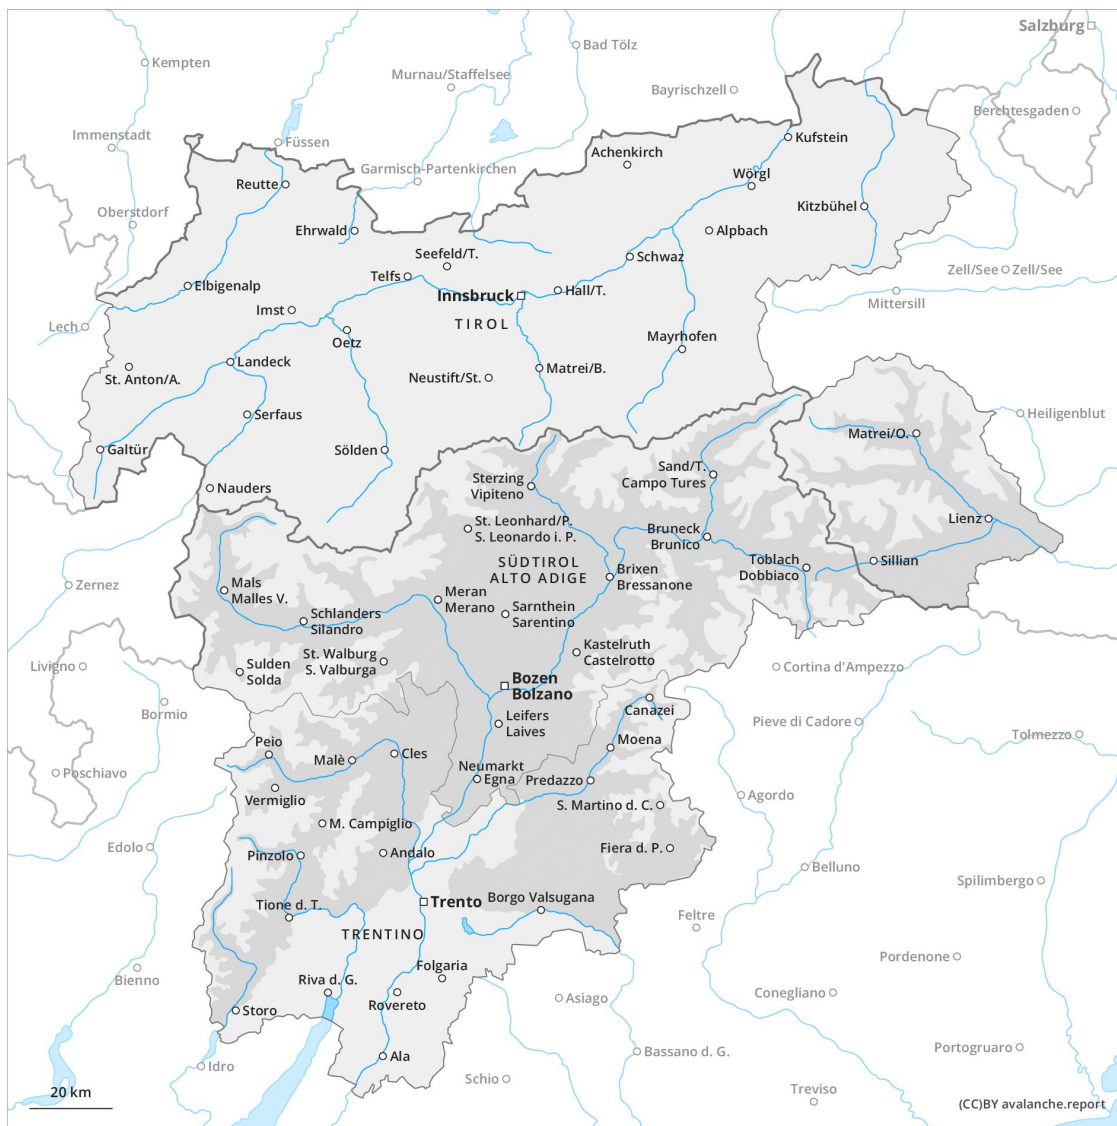 Salzburg
Bad Tölz
Kempten
Murnau/Staffelsee
Bayrischzell
Berchtesgaden
Immenstadt
Füssen
Kufstein
Achenkirch
Garmisch-Partenkirchen
Wörgl
Reutte
Oberstdorf
Kitzbühel
Ehrwald
Alpbach
Seefeld/T.
Schwaz
Telfs
Zell/See
Zell/See
Elbigenalp
Innsbruck
Hall/T.
Mittersill
Imst
TIROL
Lech
Oetz
Mayrhofen
Landeck
Matrei/B.
St. Anton/A.
Neustift/St.
Serfaus
Heiligenblut
Matrei/O.
Galtür
Sölden
Sand/T.
Campo Tures
Sterzing
Vipiteno
Nauders
St. Leonhard/P.
S. Leonardo i. P.
Lienz
Bruneck
Brunico
SÜDTIROL
ALTO ADIGE
Toblach
Dobbiaco
Sillian
Brixen
Bressanone
Zernez
Mals
Malles V.
Meran
Merano
Schlanders
Silandro
Sarnthein
Sarentino
Kastelruth
Castelrotto
St. Walburg
S. Valburga
Livigno
Sulden
Solda
Cortina d'Ampezzo
Bozen
Bolzano
Bormio
Canazei
Leifers
Laives
Pieve di Cadore
Tolmezzo
Peio
Moena
Cles
Malè
Poschiavo
Neumarkt
Egna
Predazzo
Vermiglio
Agordo
S. Martino d. C.
M. Campiglio
Edolo
Fiera d. P.
Pinzolo
Andalo
Belluno
Spilimbergo
Borgo Valsugana
Trento
Tione d. T.
Feltre
TRENTINO
Pordenone
Folgaria
Bienno
Riva d. G.
Conegliano
Rovereto
Asiago
Storo
Portogruaro
Bassano d. G.
Ala
Idro
Schio
Treviso
20 km
(CC)BY avalanche.report